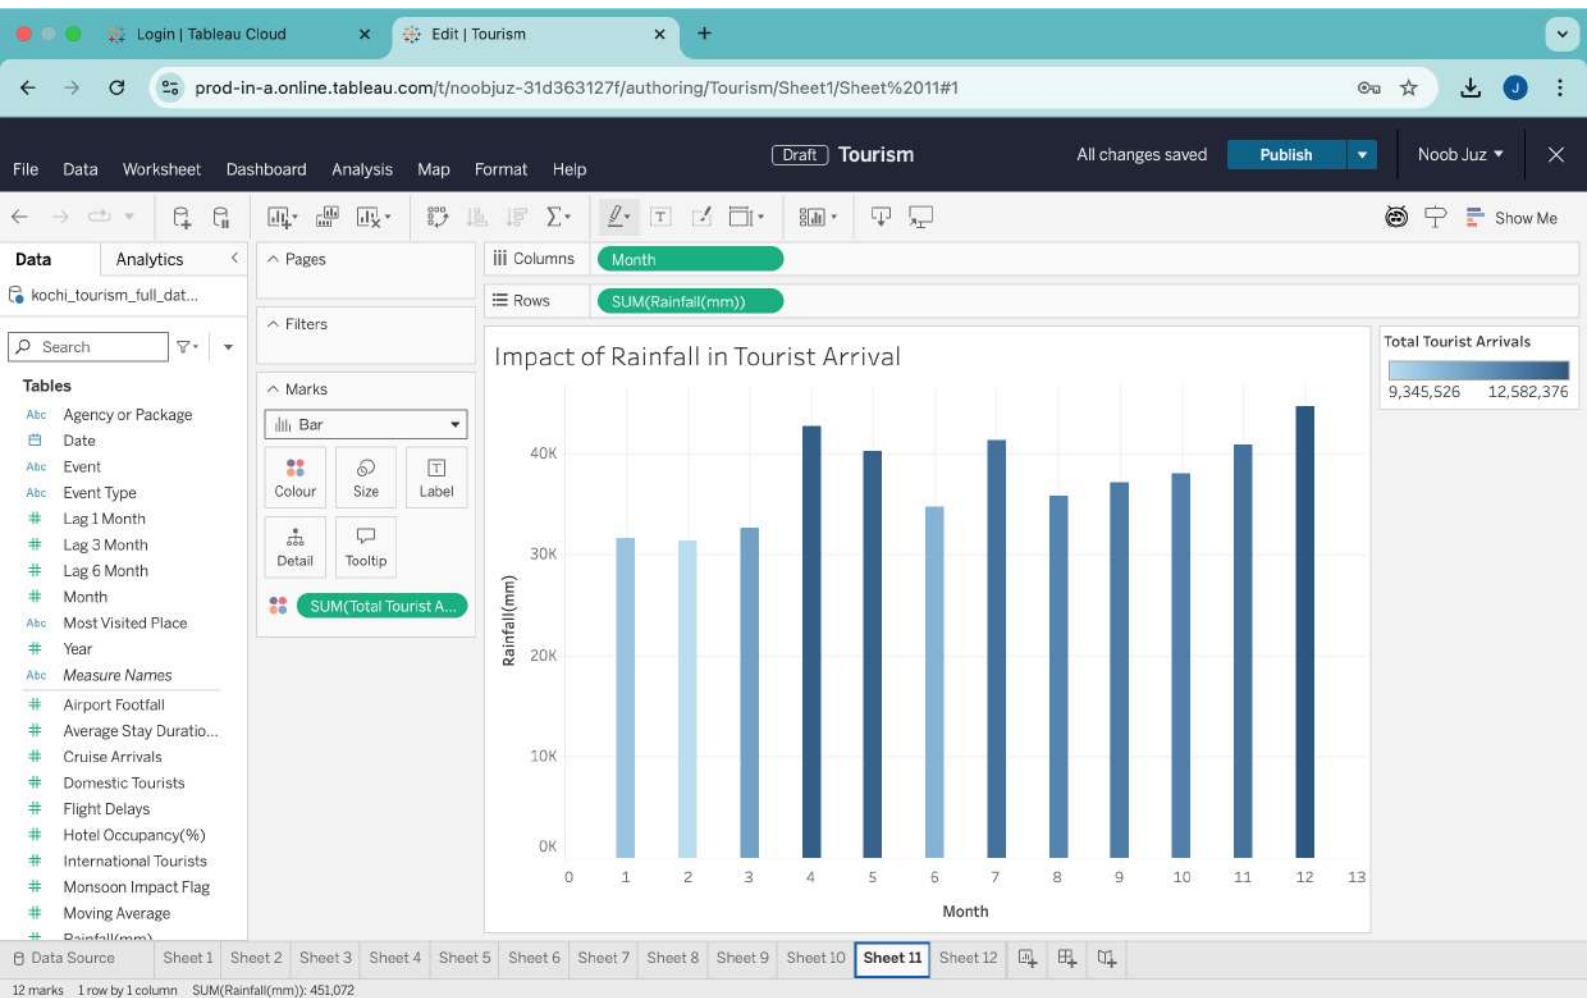 Login | Tableau Cloud
Edit | Tourism
prod-in-a.online.tableau.com/t/noobjuz-31d363127f/authoring/Tourism/Sheet1/Sheet%2011#1
J
File Data Worksheet Dashboard Analysis Map Format Help
Draft Tourism
All changes saved
Publish
Noob Juz
Show Me
Data Analytics
kochi_tourism_full_dat...
Search
Tables
Abc Agency or Package
Date
Abc Event
Abc Event Type
Lag 1 Month
Lag 3 Month
Lag 6 Month
Month
Abc Most Visited Place
Year
Abc Measure Names
Airport Footfall
Average Stay Duratio...
Cruise Arrivals
Domestic Tourists
Flight Delays
Hotel Occupancy(%)
International Tourists
Monsoon Impact Flag
Moving Average
Rainfall(mm)
Pages
Filters
Marks
Bar
Colour Size Label
Detail Tooltip
SUM(Total Tourist A...
Columns Month
Rows SUM(Rainfall(mm))
Impact of Rainfall in Tourist Arrival
40K
30K
20K
10K
0K
Rainfall(mm)
0 1 2 3 4 5 6 7 8 9 10 11 12 13
Month
Total Tourist Arrivals
9,345,526 12,582,376
Data Source Sheet 1 Sheet 2 Sheet 3 Sheet 4 Sheet 5 Sheet 6 Sheet 7 Sheet 8 Sheet 9 Sheet 10 Sheet 11 Sheet 12
12 marks 1 row by 1 column SUM(Rainfall(mm)): 451,072